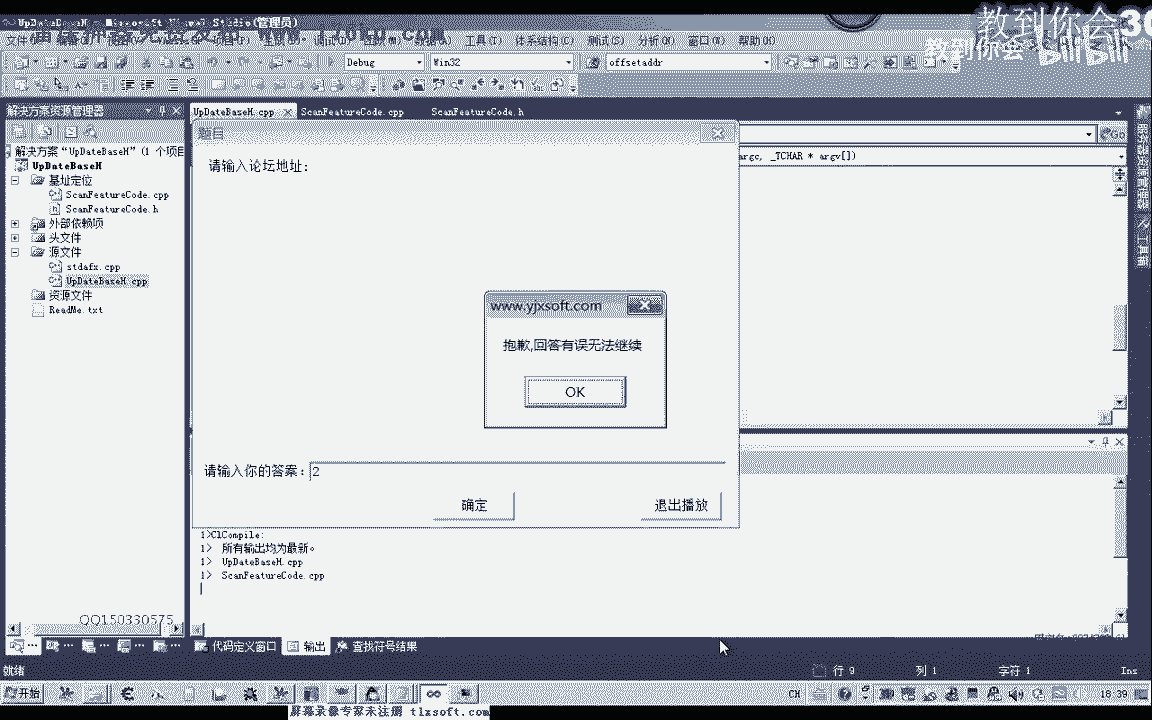 UpDateBaseH - Microsoft Visual Studio(管理员)
教到你会
教到你会 bilibili
工具(T) 体系结构(C) 测试(S) 分析(N) 窗口(W) 帮助(H)
Debug Win32 offsetaddr
解决方案资源管理器
UpDateBaseH.cpp ScanFeatureCode.cpp ScanFeatureCode.h
题目
解决方案“UpDateBaseH”(1 个项目
argc, _TCHAR * argv[])
Go
请输入论坛地址:
UpDateBaseH
基址定位
ScanFeatureCode.cpp
ScanFeatureCode.h
外部依赖项
头文件
源文件
stdafx.cpp
UpDateBaseH.cpp
资源文件
ReadMe.txt
www.yjxsoft.com
抱歉,回答有误无法继续
OK
请输入你的答案: 2
确定 退出播放
1>ClCompile:
1> 所有输出均为最新。
1> UpDateBaseH.cpp
1> ScanFeatureCode.cpp
QQ150330575
代码定义窗口 输出 查找符号结果
就绪 行 9 列 1 字符 1 Ins
开始 CH 18:39
屏幕录像专家未注册 tlxsoft.com